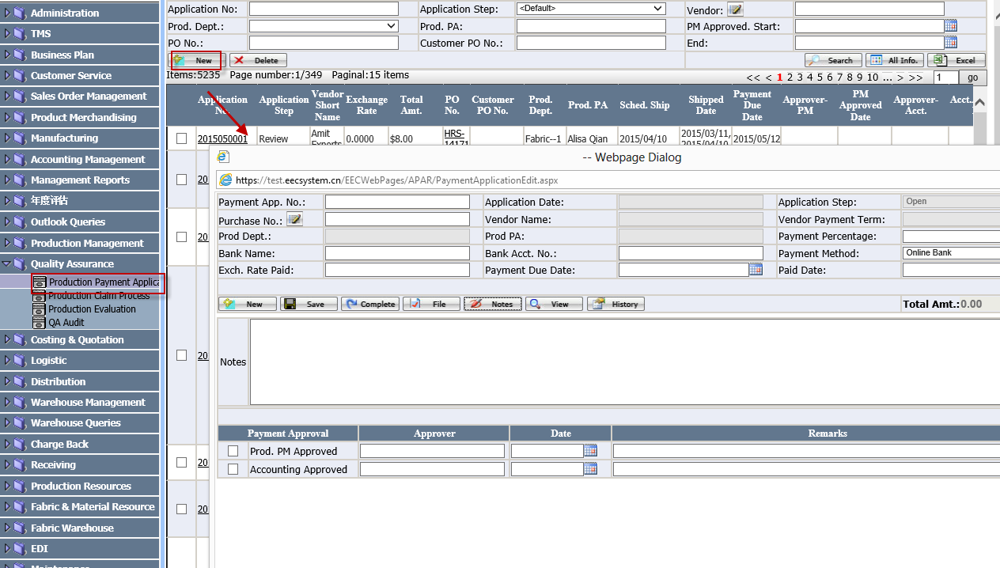 Administration
TMS
Business Plan
Customer Service
Sales Order Management
Product Merchandising
Manufacturing
Accounting Management
Management Reports
年度评估
Outlook Queries
Production Management
Quality Assurance
Production Payment Applica
Production Claim Process
Production Evaluation
QA Audit
Costing & Quotation
Logistic
Distribution
Warehouse Management
Warehouse Queries
Charge Back
Receiving
Production Resources
Fabric & Material Resource
Fabric Warehouse
EDI
Maintenance
Application No: Application Step: <Default> Vendor:
Prod. Dept.: Prod. PA: PM Approved. Start:
PO No.: Customer PO No.: End:
New Delete Search All Info. Excel
Items:5235 Page number:1/349 Paginal:15 items << < 1 2 3 4 5 6 7 8 9 10 ... > >> 1 go
Application No. Application Step Vendor Short Name Exchange Rate Total Amt. PO No. Customer PO No. Prod. Dept. Prod. PA Sched. Ship Shipped Date Payment Due Date Approver-PM PM Approved Date Approver-Acct. Acct.
2015050001 Review Amit Exports 0.0000 $8.00 HRS-14171 Fabric--1 Alisa Qian 2015/04/10 2015/03/11, 2015/04/10 2015/05/12
20
20
20
20
20
-- Webpage Dialog
https://test.eecsystem.cn/EECWebPages/APAR/PaymentApplicationEdit.aspx
Payment App. No.: Application Date: Application Step: Open
Purchase No.: Vendor Name: Vendor Payment Term:
Prod Dept.: Prod PA: Payment Percentage:
Bank Name: Bank Acct. No.: Payment Method: Online Bank
Exch. Rate Paid: Payment Due Date: Paid Date:
New Save Complete File Notes View History Total Amt.:0.00
Notes
Payment Approval Approver Date Remarks
Prod. PM Approved
Accounting Approved